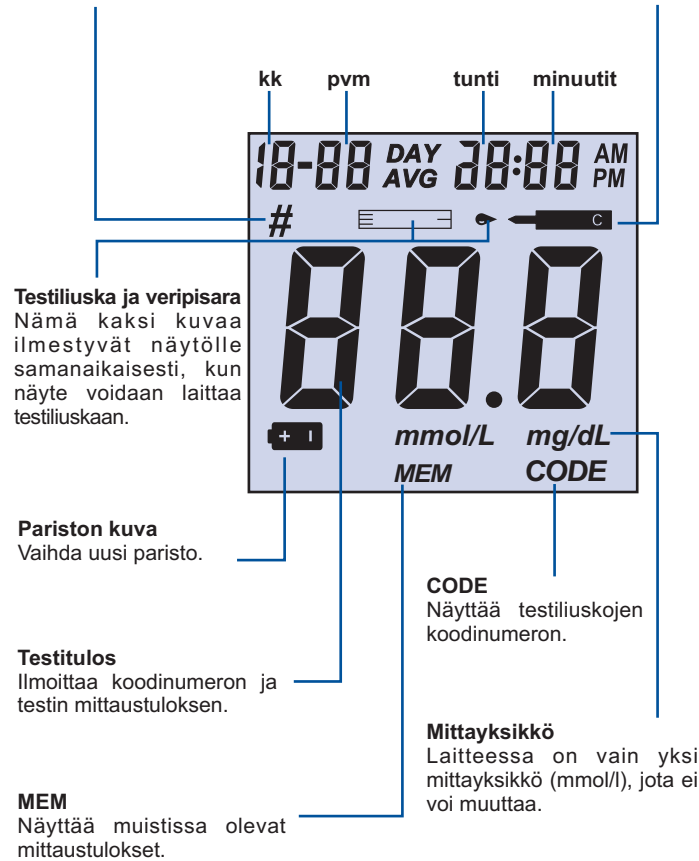 kk pvm tunti minuutit
18-88 DAY AVG 28:88 AM PM
# C
88.8
Testiliuska ja veripisara
Nämä kaksi kuvaa
ilmestyvät näytölle
samanaikaisesti, kun
näyte voidaan laittaa
testiliuskaan.
+ -
mmol/L mg/dL
MEM CODE
Pariston kuva
Vaihda uusi paristo.
CODE
Näyttää testiliuskojen
koodinumeron.
Testitulos
Ilmoittaa koodinumeron ja
testin mittaustuloksen.
Mittayksikkö
Laitteessa on vain yksi
mittayksikkö (mmol/l), jota ei
voi muuttaa.
MEM
Näyttää muistissa olevat
mittaustulokset.